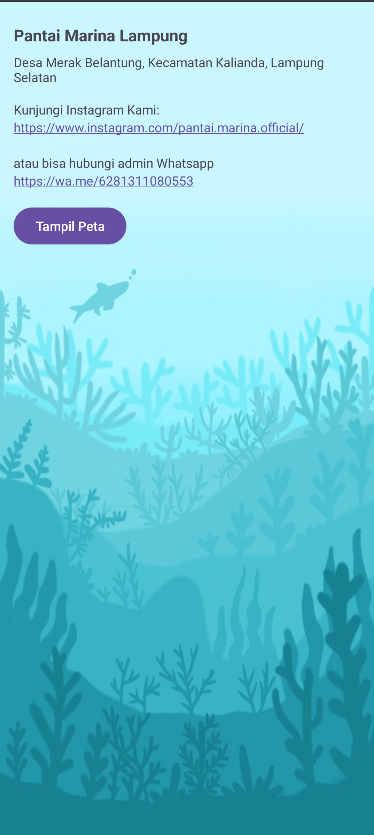 Pantai Marina Lampung
Desa Merak Belantung, Kecamatan Kalianda, Lampung
Selatan
Kunjungi Instagram Kami:
https://www.instagram.com/pantai.marina.official/
atau bisa hubungi admin Whatsapp
https://wa.me/6281311080553
Tampil Peta